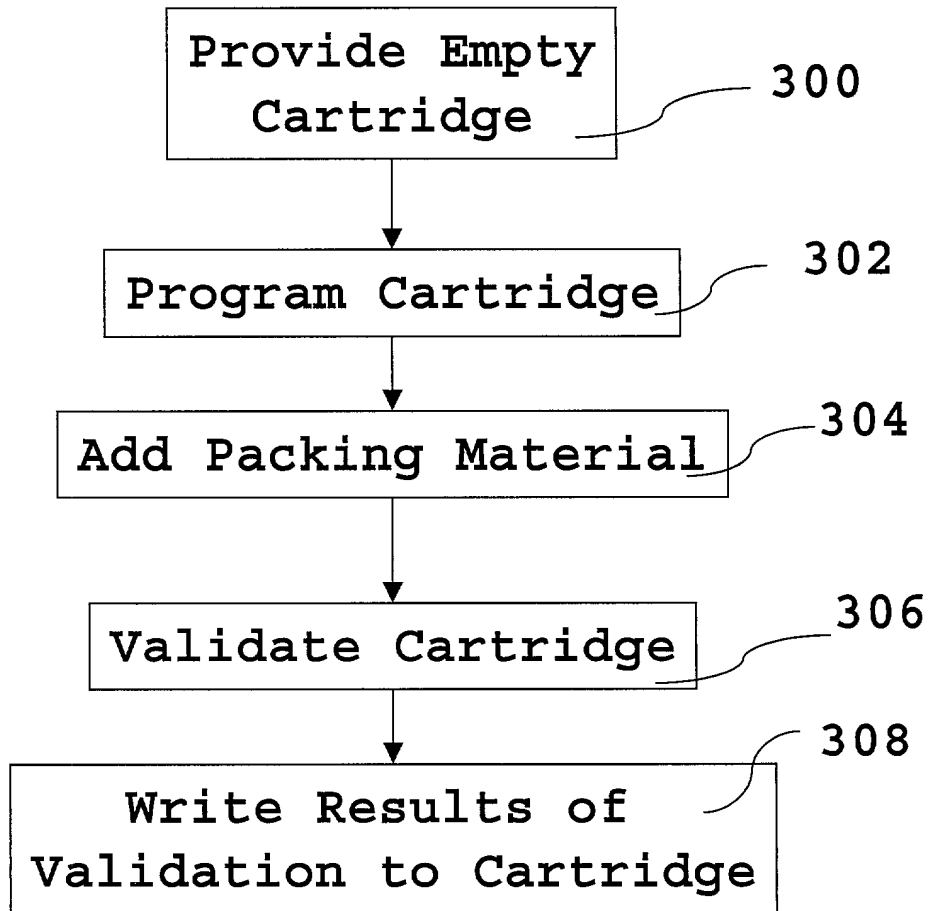 Provide Empty
Cartridge
300
Program Cartridge
302
Add Packing Material
304
Validate Cartridge
306
Write Results of
Validation to Cartridge
308